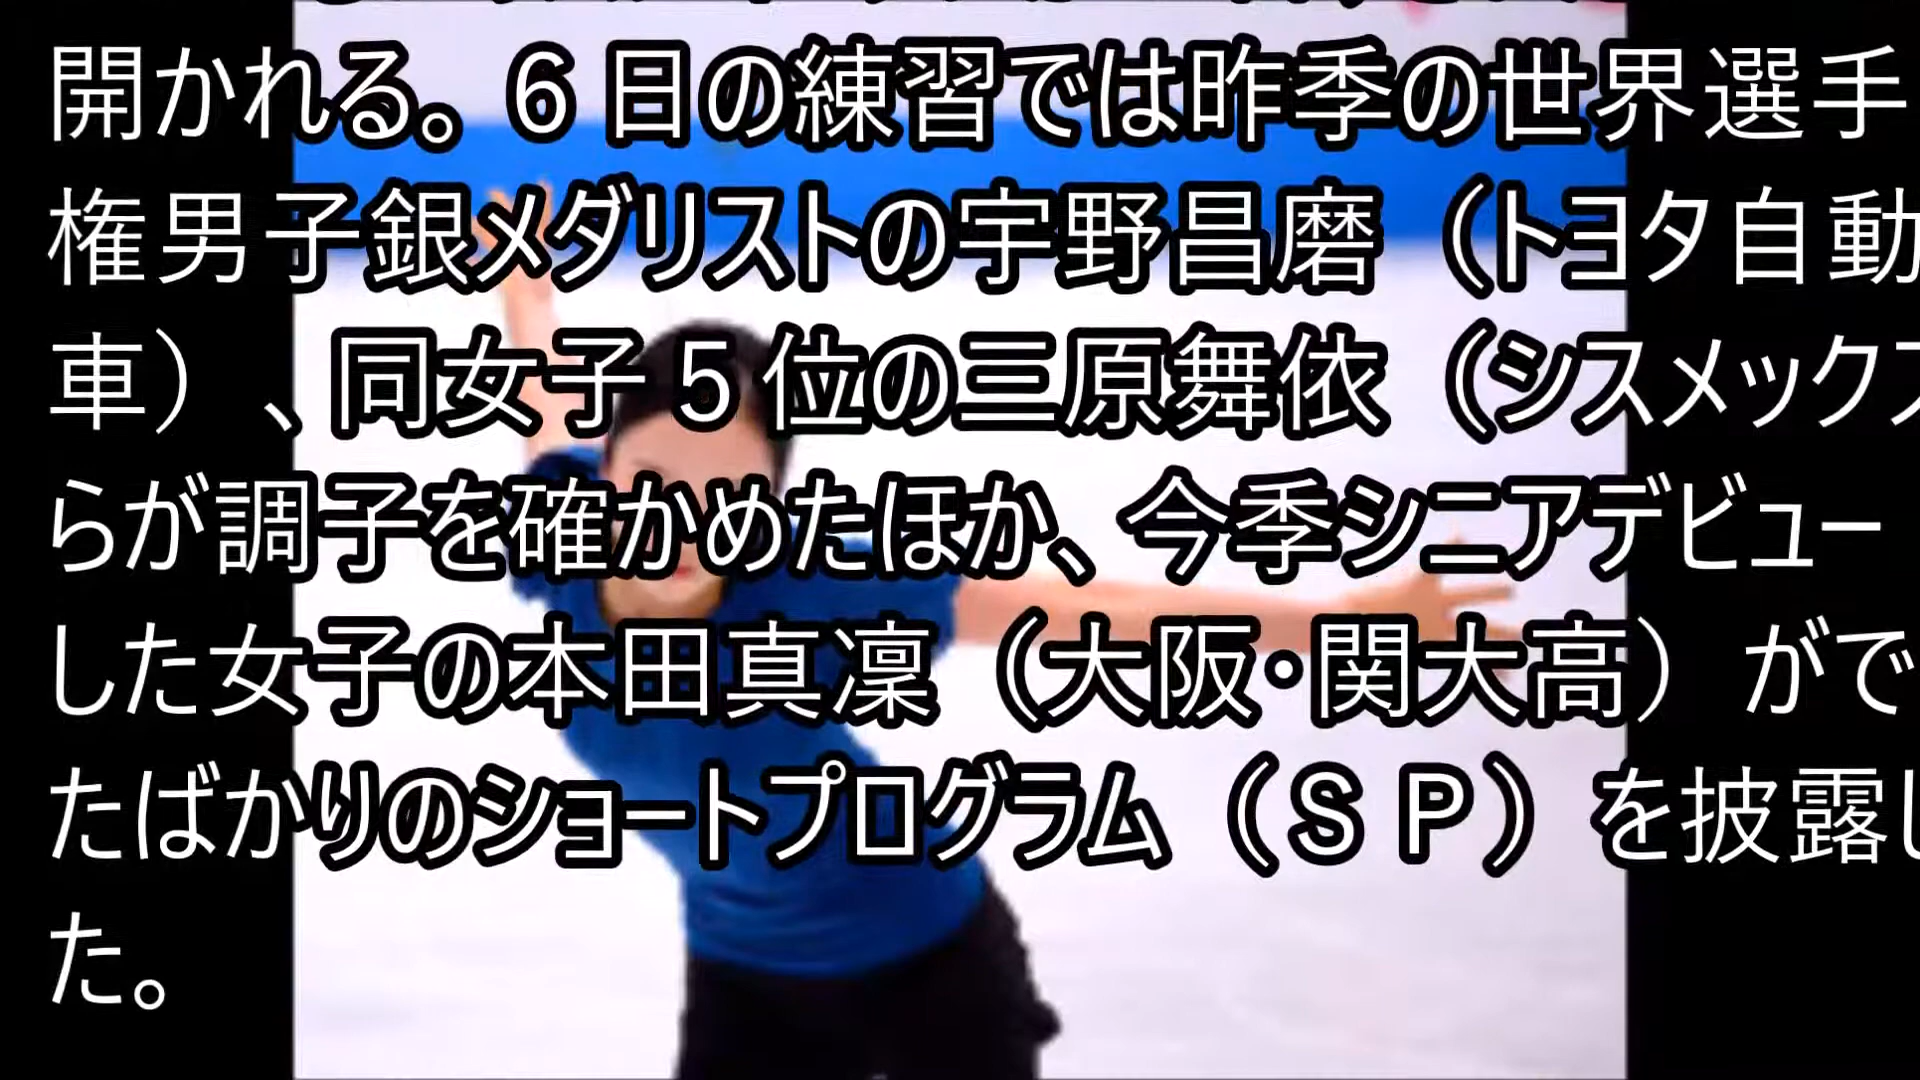 開かれる。６日の練習では昨季の世界選手
権男子銀メダリストの宇野昌磨（トヨタ自動
車）、同女子５位の三原舞依（シスメックス
らが調子を確かめたほか、今季シニアデビュー
した女子の本田真凜（大阪・関大高）がで
たばかりのショートプログラム（ＳＰ）を披露し
た。